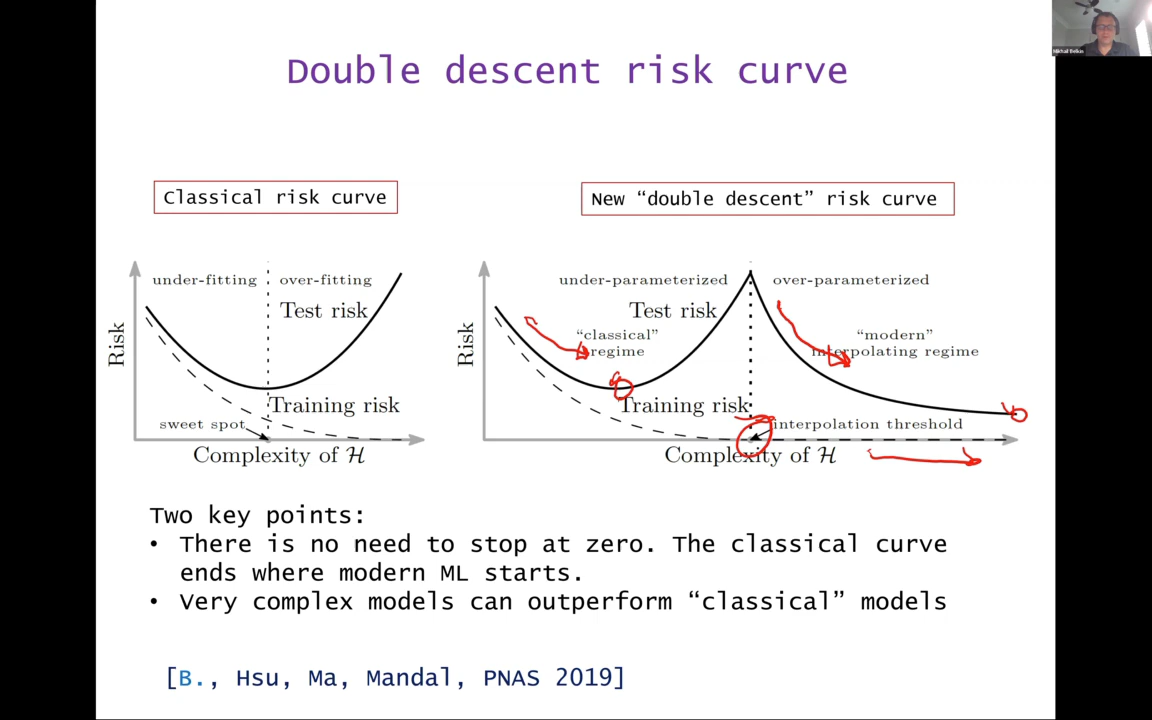 Mikhail Belkin
Double descent risk curve
Classical risk curve
New “double descent” risk curve
under-fitting
over-fitting
Test risk
Risk
Training risk
sweet spot
Complexity of ℋ
under-parameterized
over-parameterized
Test risk
“classical”
regime
“modern”
interpolating regime
Risk
Training risk
interpolation threshold
Complexity of ℋ
Two key points:
• There is no need to stop at zero. The classical curve
ends where modern ML starts.
• Very complex models can outperform “classical” models
[B., Hsu, Ma, Mandal, PNAS 2019]